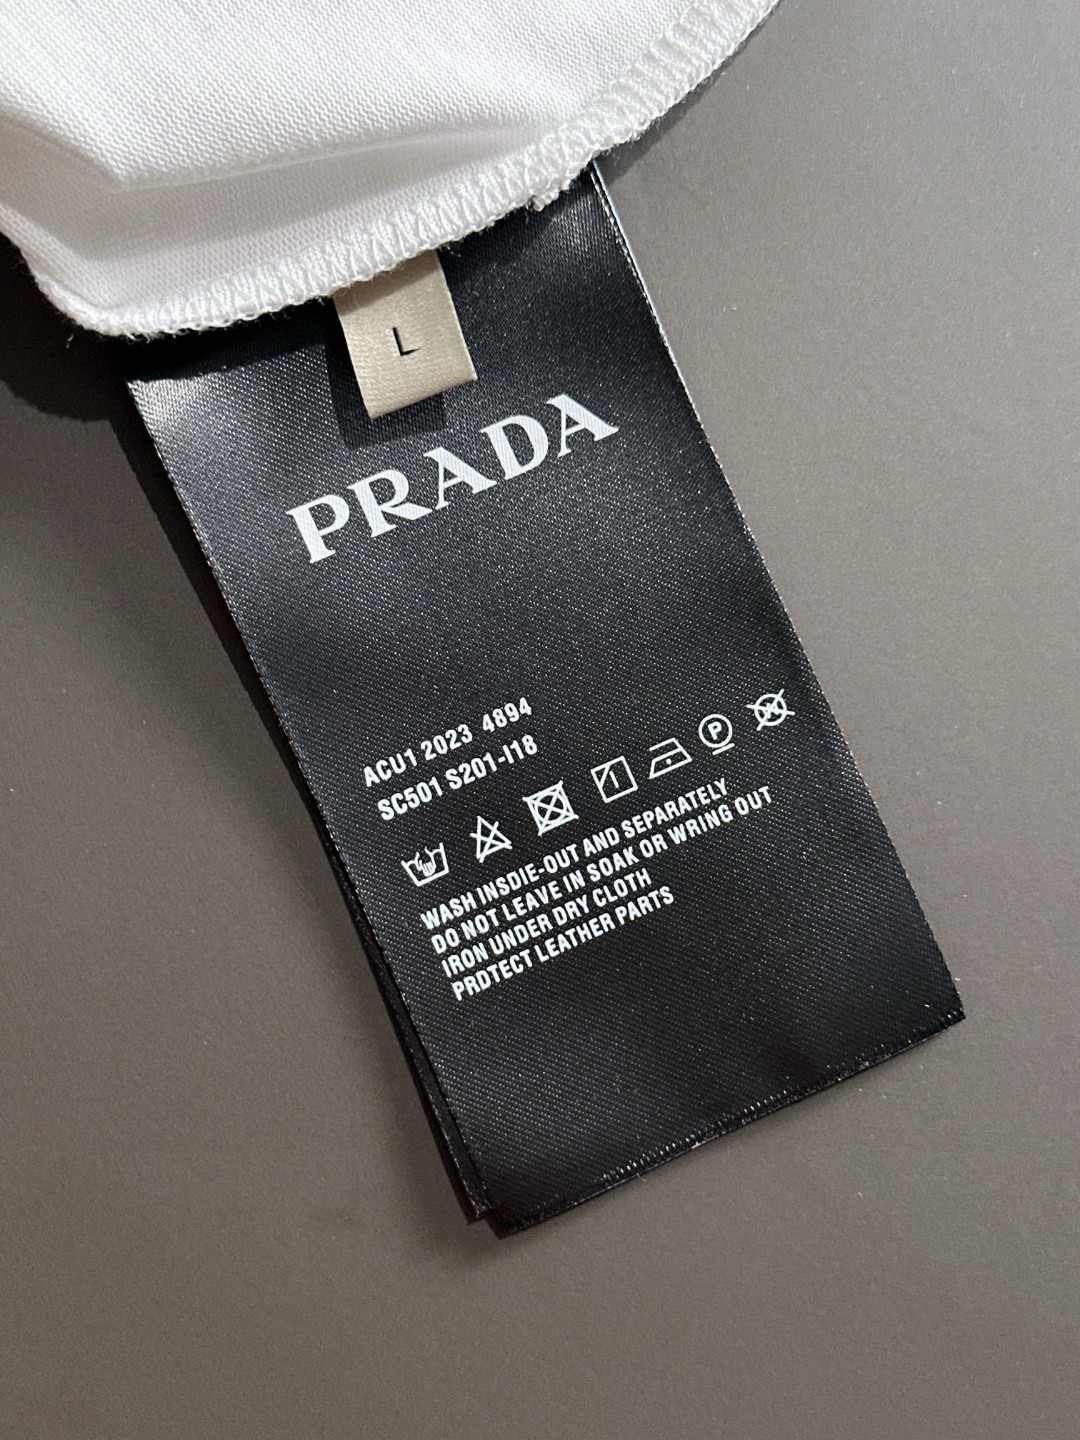 L
PRADA
ACU1 2023 4894
SC501 S201-I18
1 P W
WASH INSDIE-OUT AND SEPARATELY
DO NOT LEAVE IN SOAK OR WRING OUT
IRON UNDER DRY CLOTH
PRDTECT LEATHER PARTS